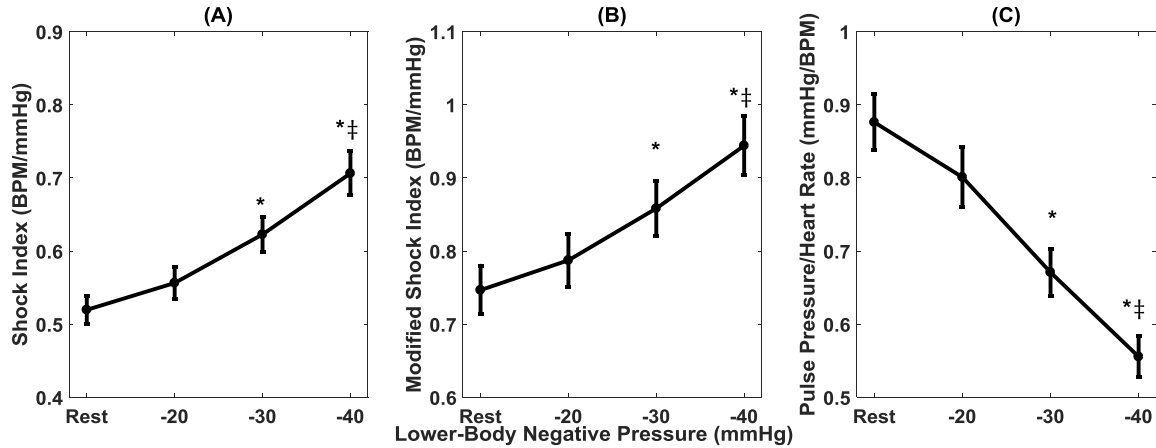 (A)
Shock Index (BPM/mmHg)
0.9
0.8
0.7
0.6
0.5
0.4
*
*‡
Rest -20 -30 -40
(B)
Modified Shock Index (BPM/mmHg)
1.1
1
0.9
0.8
0.7
0.6
*
*‡
Rest -20 -30 -40
(C)
Pulse Pressure/Heart Rate (mmHg/BPM)
1
0.9
0.8
0.7
0.6
0.5
*
*‡
Rest -20 -30 -40
Lower-Body Negative Pressure (mmHg)